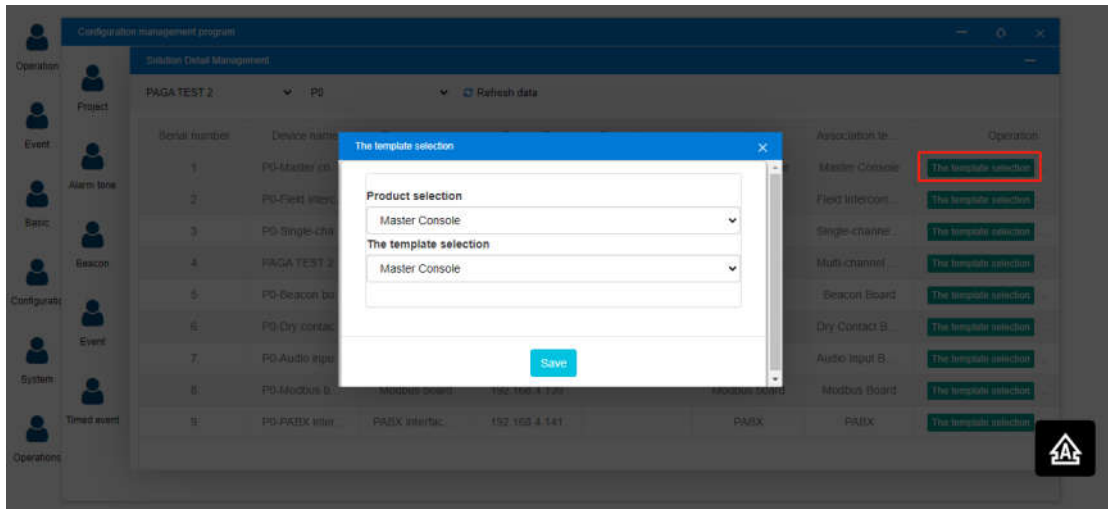 Configuration management program
Operation
Solution Detail Management
PAGA TEST 2 P0 Refresh data
Project
Serial number Device name Association te... Operation
Event
The template selection
1 P0-Master co... Master Console The template selection
Alarm tone
Product selection
2 P0-Field Interc... Field Intercom... The template selection
Master Console
Basic
3 P0-Single-cha... Single-channe... The template selection
The template selection
Beacon
4 PAGA TEST 2... Multi-channel... The template selection
Master Console
5 P0-Beacon bo... Beacon Board The template selection
6 P0-Dry contac... Dry Contact B... The template selection
Event
7 P0-Audio inpu... Audio Input B... The template selection
Save
System
8 P0-Modbus b... Modbus Board 192.168.4.139 Modbus Board Modbus Board The template selection
Timed event
9 P0-PABX inter... PABX interfac... 192.168.4.141 PABX PABX The template selection
Operations
A